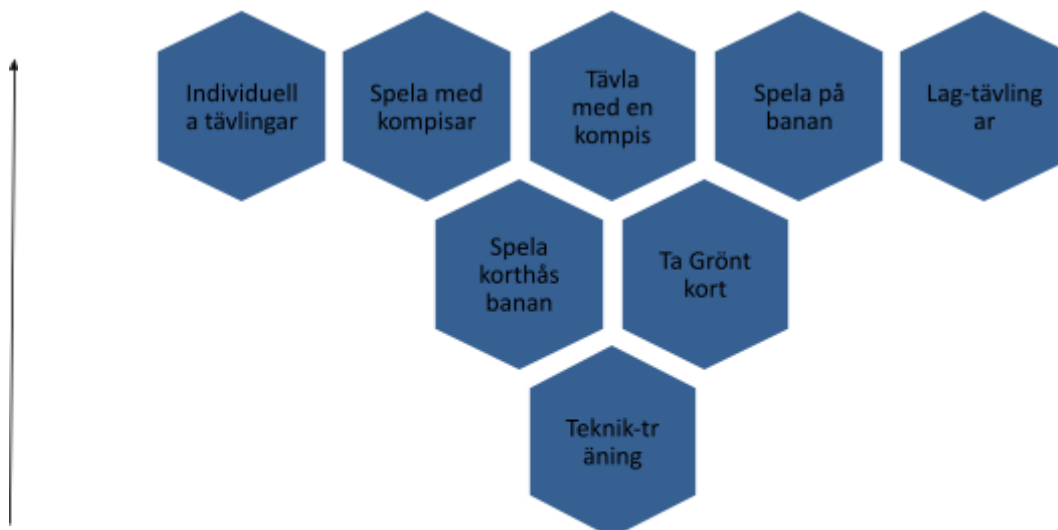 Individuell
a tävlingar
Spela med
kompisar
Tävla
med en
kompis
Spela på
banan
Lag-tävling
ar
Spela
korthås
banan
Ta Grönt
kort
Teknik-tr
äning